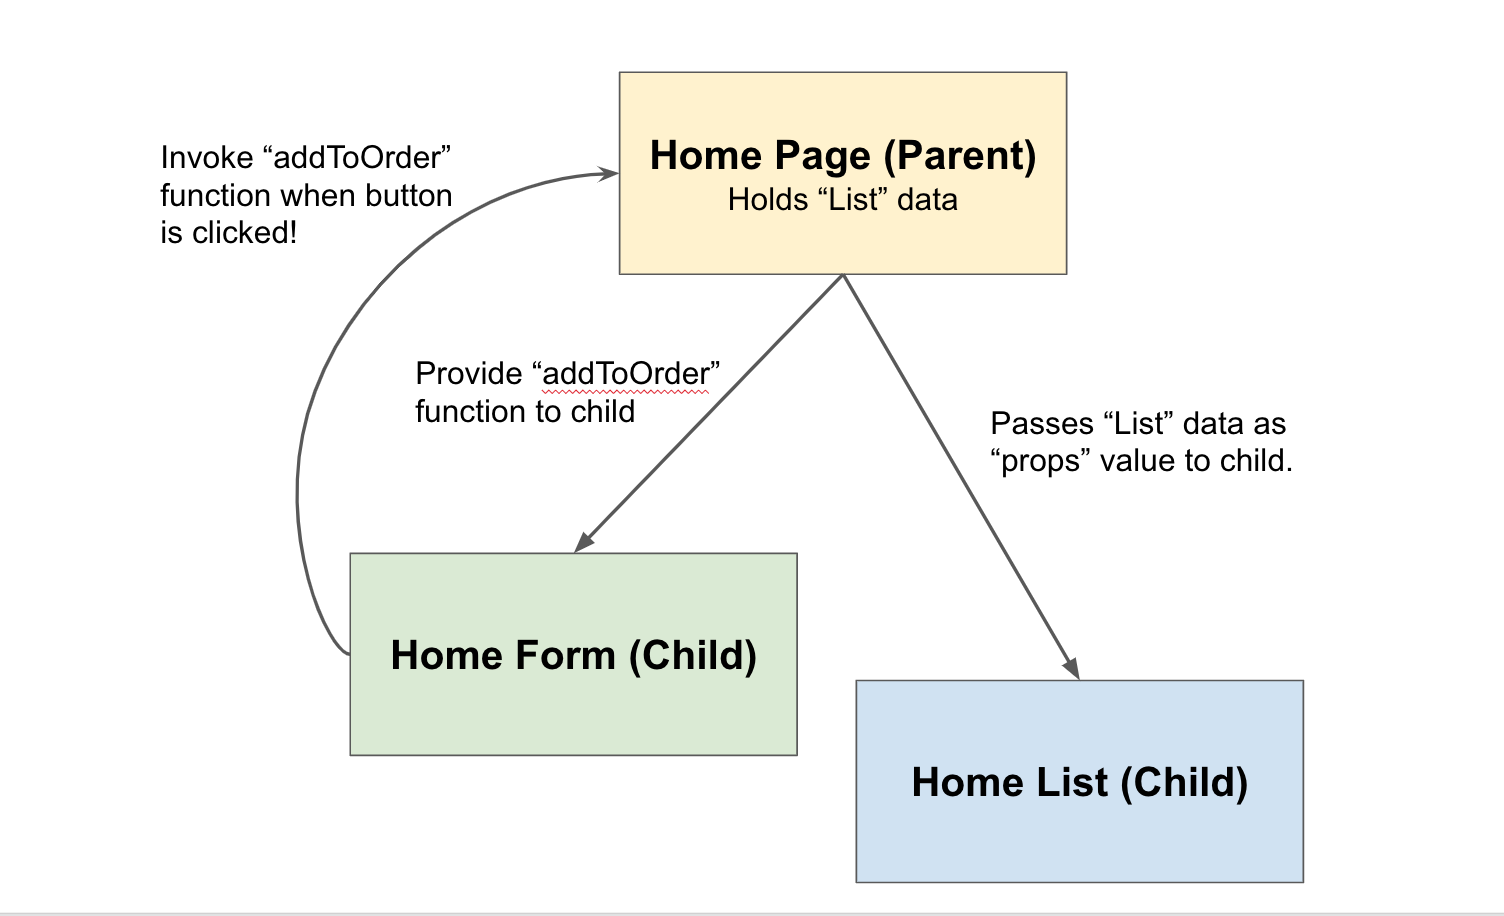 Home Page (Parent)
Holds “List” data
Invoke “addToOrder”
function when button
is clicked!
Provide “addToOrder”
function to child
Passes “List” data as
“props” value to child.
Home Form (Child)
Home List (Child)